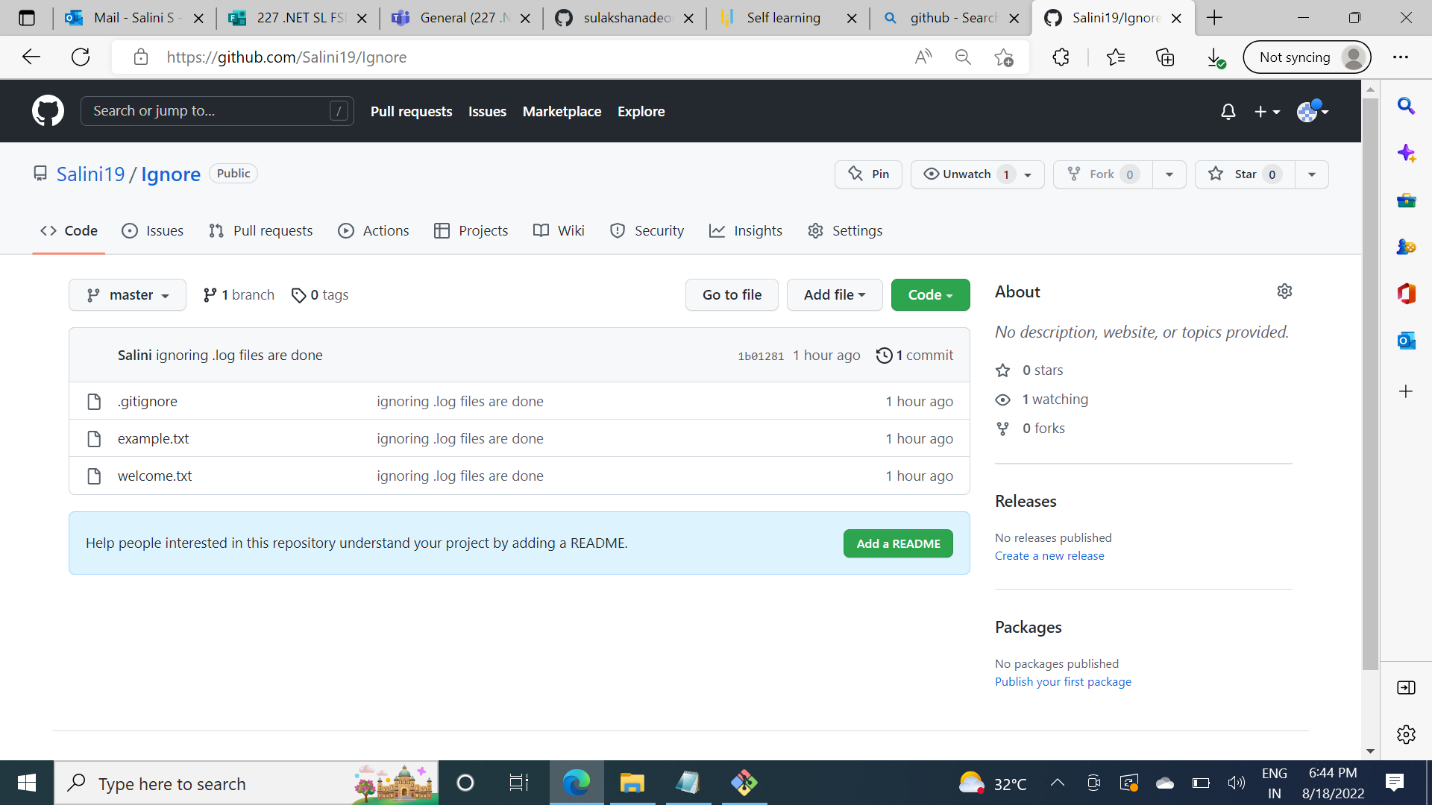 Mail - Salini S -
227 .NET SL FSI
General (227 .N
sulakshanadeo
Self learning
github - Search
Salini19/Ignore
https://github.com/Salini19/Ignore
Not syncing
Search or jump to... /
Pull requests Issues Marketplace Explore
Salini19 / Ignore Public
Pin
Unwatch 1
Fork 0
Star 0
Code
Issues
Pull requests
Actions
Projects
Wiki
Security
Insights
Settings
master
1 branch
0 tags
Go to file
Add file
Code
Salini ignoring .log files are done 1b01281 1 hour ago 1 commit
.gitignore ignoring .log files are done 1 hour ago
example.txt ignoring .log files are done 1 hour ago
welcome.txt ignoring .log files are done 1 hour ago
Help people interested in this repository understand your project by adding a README.
Add a README
About
No description, website, or topics provided.
0 stars
1 watching
0 forks
Releases
No releases published
Create a new release
Packages
No packages published
Publish your first package
Type here to search
32°C
ENG
IN
6:44 PM
8/18/2022